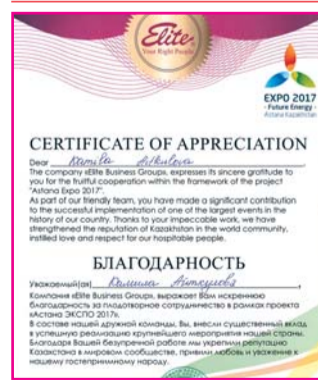 Elite
Your Right People
EXPO 2017
Future Energy
Astana Kazakhstan
CERTIFICATE OF APPRECIATION
Dear Kamila Aitkulova
The company «Elite Business Group», expresses its sincere gratitude to
you for the fruitful cooperation within the framework of the project
"Astana Expo 2017".
As part of our friendly team, you have made a significant contribution
to the successful implementation of one of the largest events in the
history of our country. Thanks to your impeccable work, we have
strengthened the reputation of Kazakhstan in the world community,
instilled love and respect for our hospitable people.
БЛАГОДАРНОСТЬ
Уважаемый(ая) Камила Айткулова,
Компания «Elite Business Group», выражает Вам искреннюю
благодарность за плодотворное сотрудничество в рамках проекта
«Астана ЭКСПО 2017».
В составе нашей дружной команды, Вы, внесли существенный вклад
в успешную реализацию крупнейшего мероприятия нашей страны.
Благодаря Вашей безупречной работе мы укрепили репутацию
Казахстана в мировом сообществе, привили любовь и уважение к
нашему гостеприимному народу.